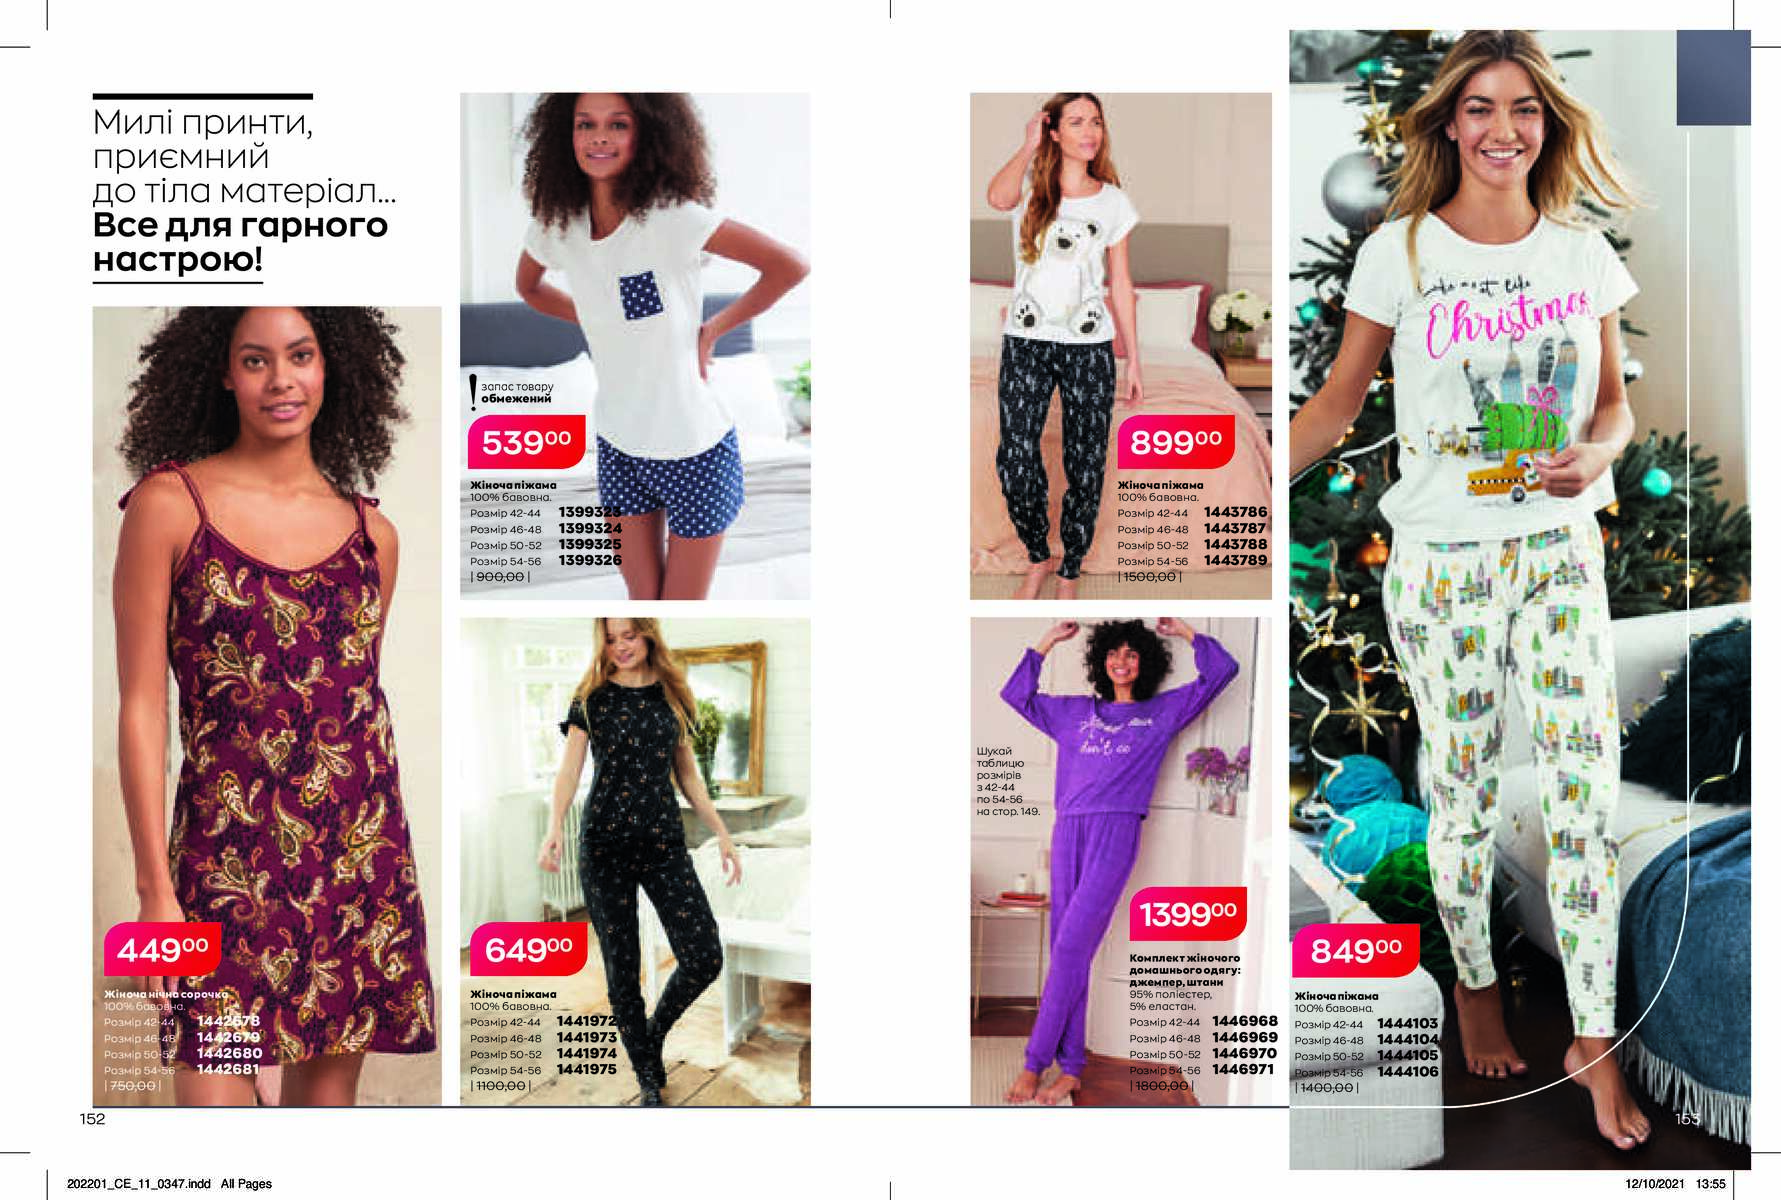 Милі принти,
приємний
до тіла матеріал...
Все для гарного
настрою!
449⁰⁰
Жіноча нічна сорочка
100% бавовна.
Розмір 42-44 1442678
Розмір 46-48 1442679
Розмір 50-52 1442680
Розмір 54-56 1442681
| 750,00 |
152
запас товару
обмежений
539⁰⁰
Жіноча піжама
100% бавовна.
Розмір 42-44 1399323
Розмір 46-48 1399324
Розмір 50-52 1399325
Розмір 54-56 1399326
| 900,00 |
649⁰⁰
Жіноча піжама
100% бавовна.
Розмір 42-44 1441972
Розмір 46-48 1441973
Розмір 50-52 1441974
Розмір 54-56 1441975
| 1100,00 |
899⁰⁰
Жіноча піжама
100% бавовна.
Розмір 42-44 1443786
Розмір 46-48 1443787
Розмір 50-52 1443788
Розмір 54-56 1443789
| 1500,00 |
don't
Шукай
таблицю
розмірів
з 42-44
по 54-56
на стор. 149.
1399⁰⁰
Комплект жіночого
домашнього одягу:
джемпер, штани
95% поліестер,
5% еластан.
Розмір 42-44 1446968
Розмір 46-48 1446969
Розмір 50-52 1446970
Розмір 54-56 1446971
| 1800,00 |
like
Christmas
849⁰⁰
Жіноча піжама
100% бавовна.
Розмір 42-44 1444103
Розмір 46-48 1444104
Розмір 50-52 1444105
Розмір 54-56 1444106
| 1400,00 |
153
202201_CE_11_0347.indd All Pages
12/10/2021 13:55